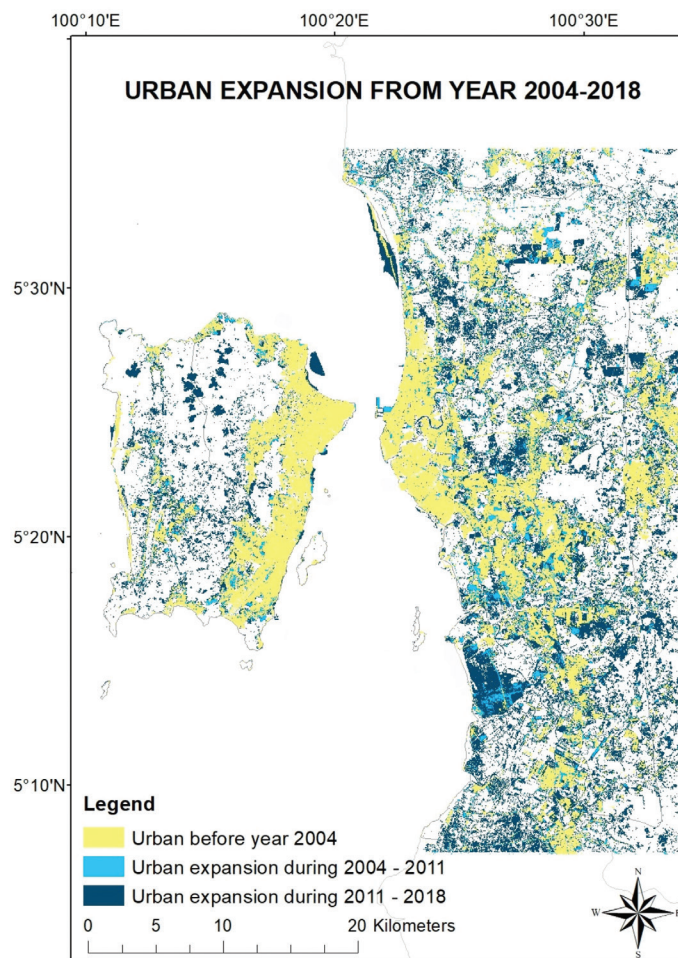 100°10'E 100°20'E 100°30'E
URBAN EXPANSION FROM YEAR 2004-2018
5°30'N
5°20'N
5°10'N
Legend
Urban before year 2004
Urban expansion during 2004 - 2011
Urban expansion during 2011 - 2018
0 5 10 20 Kilometers
N
W E
S